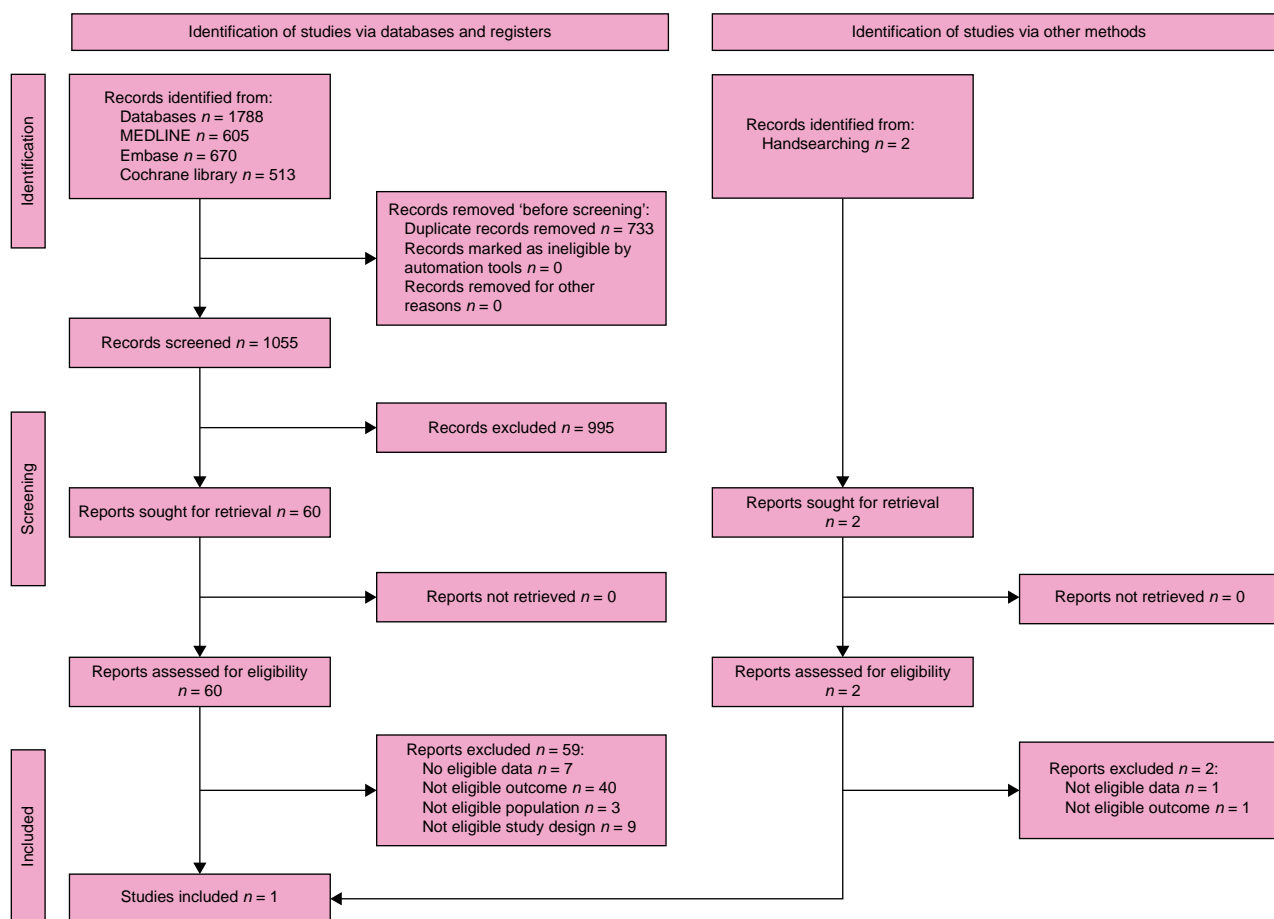 Identification of studies via databases and registers
Identification of studies via other methods
Identification
Records identified from:
Databases n = 1788
MEDLINE n = 605
Embase n = 670
Cochrane library n = 513
Records identified from:
Handsearching n = 2
Records removed ‘before screening’:
Duplicate records removed n = 733
Records marked as ineligible by
automation tools n = 0
Records removed for other
reasons n = 0
Records screened n = 1055
Screening
Records excluded n = 995
Reports sought for retrieval n = 60
Reports sought for retrieval
n = 2
Reports not retrieved n = 0
Reports not retrieved n = 0
Reports assessed for eligibility
n = 60
Reports assessed for eligibility
n = 2
Included
Reports excluded n = 59:
No eligible data n = 7
Not eligible outcome n = 40
Not eligible population n = 3
Not eligible study design n = 9
Reports excluded n = 2:
Not eligible data n = 1
Not eligible outcome n = 1
Studies included n = 1